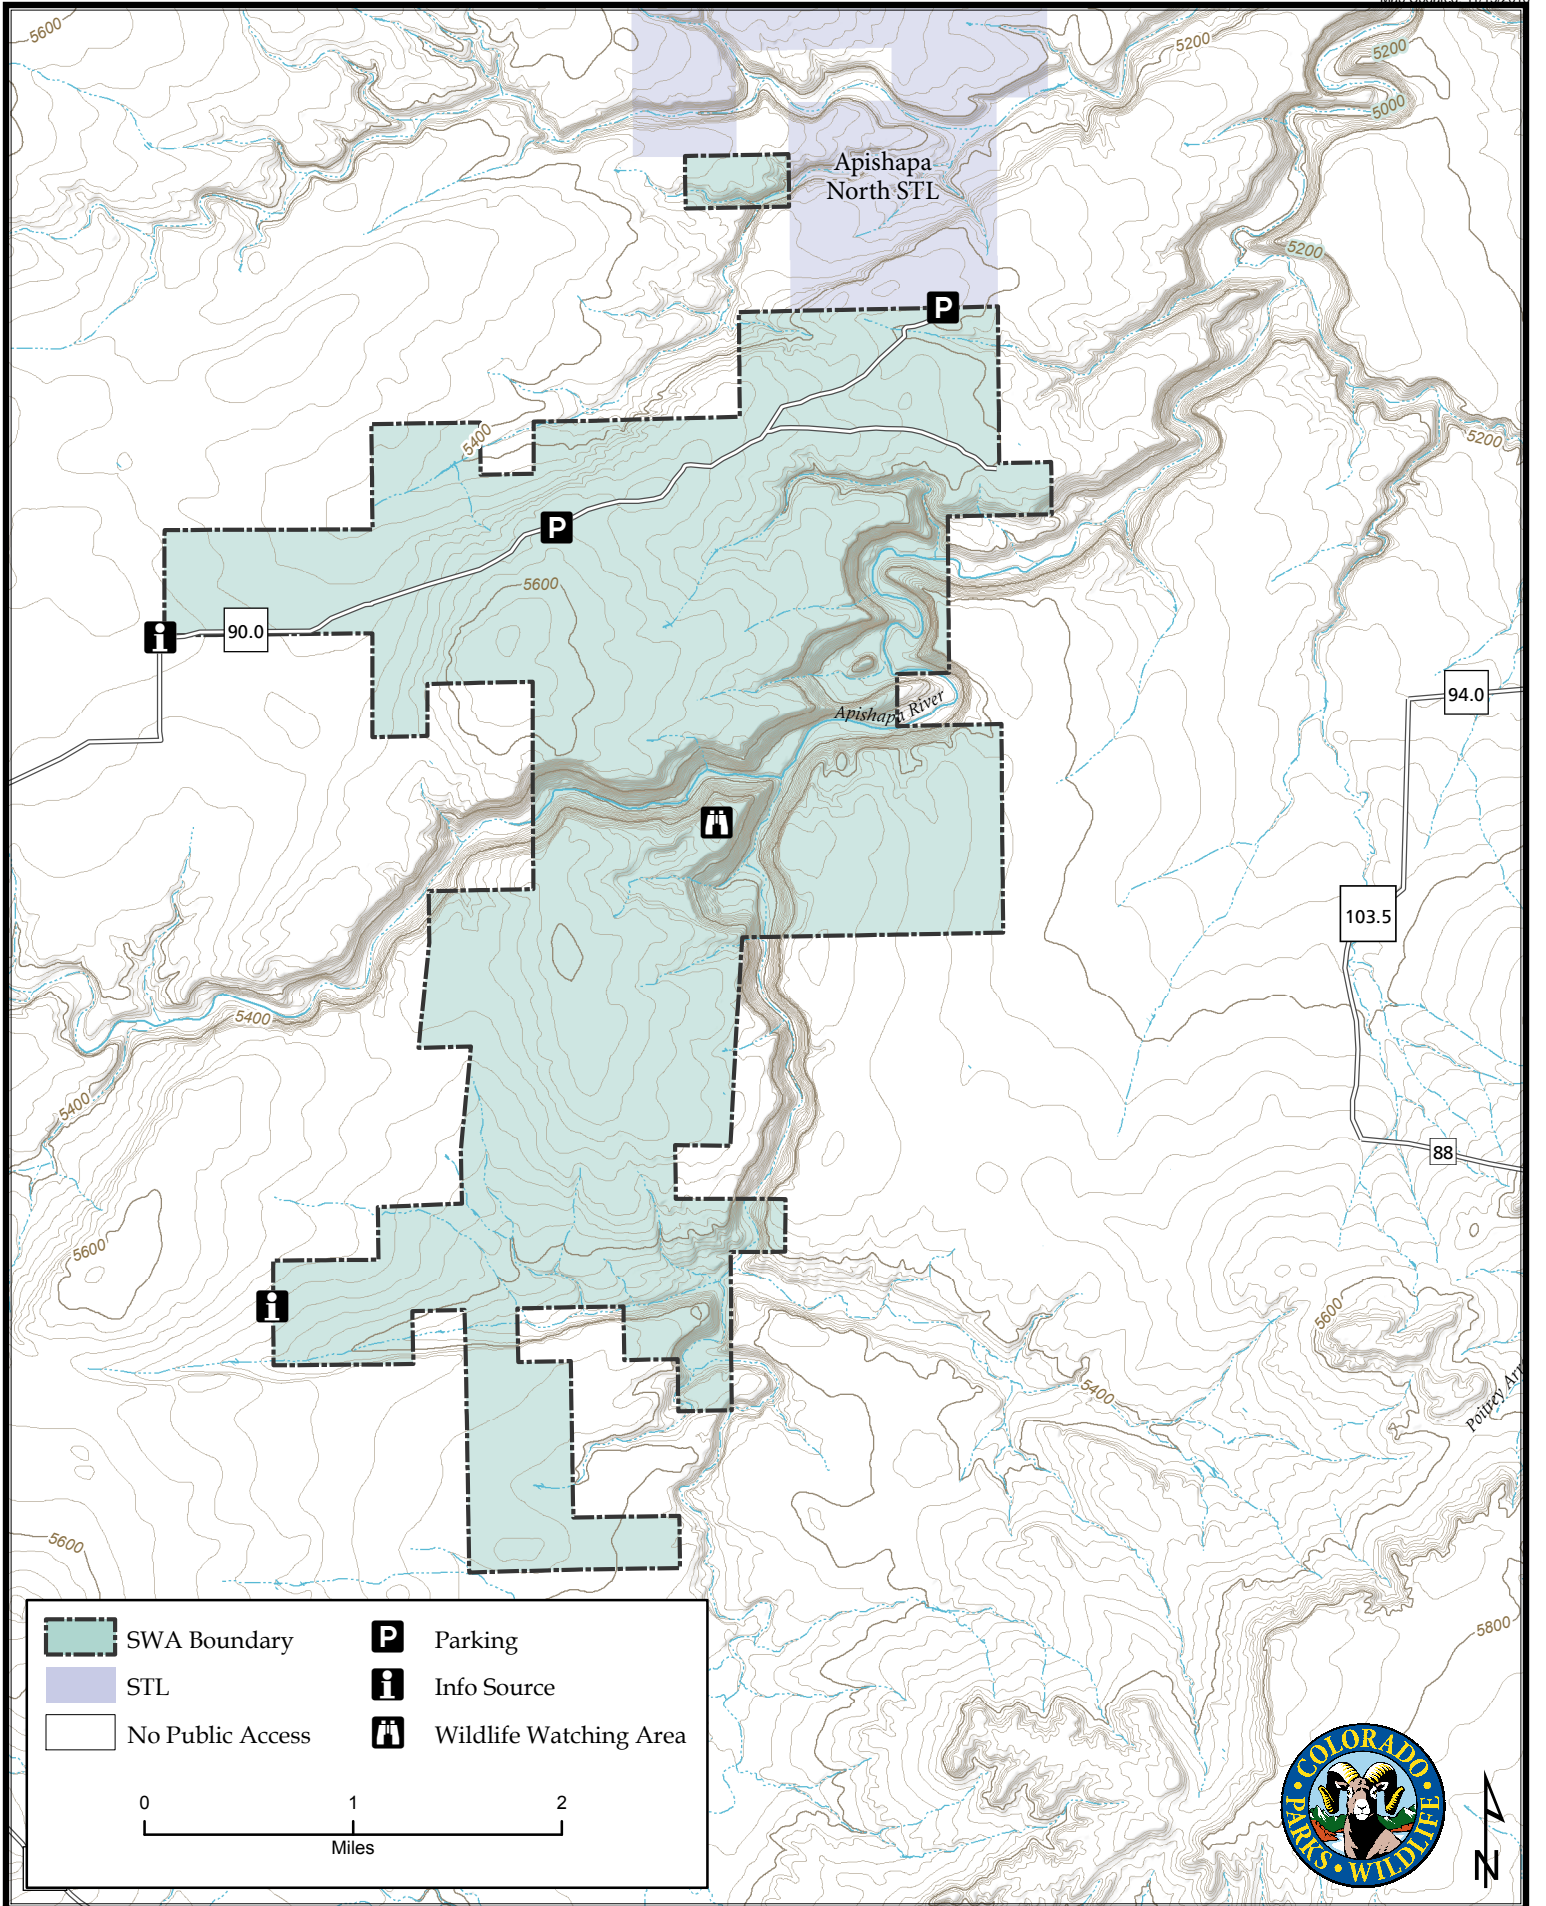 5600
5200
5200
5000
Apishapa
North STL
5200
P
5400
5200
P
5600
90.0
94.0
Apishapa River
103.5
5400
5400
88
5600
5600
5400
5600
5800
SWA Boundary
P Parking
STL
i Info Source
No Public Access
Wildlife Watching Area
0 1 2
Miles
COLORADO
PARKS • WILDLIFE
N